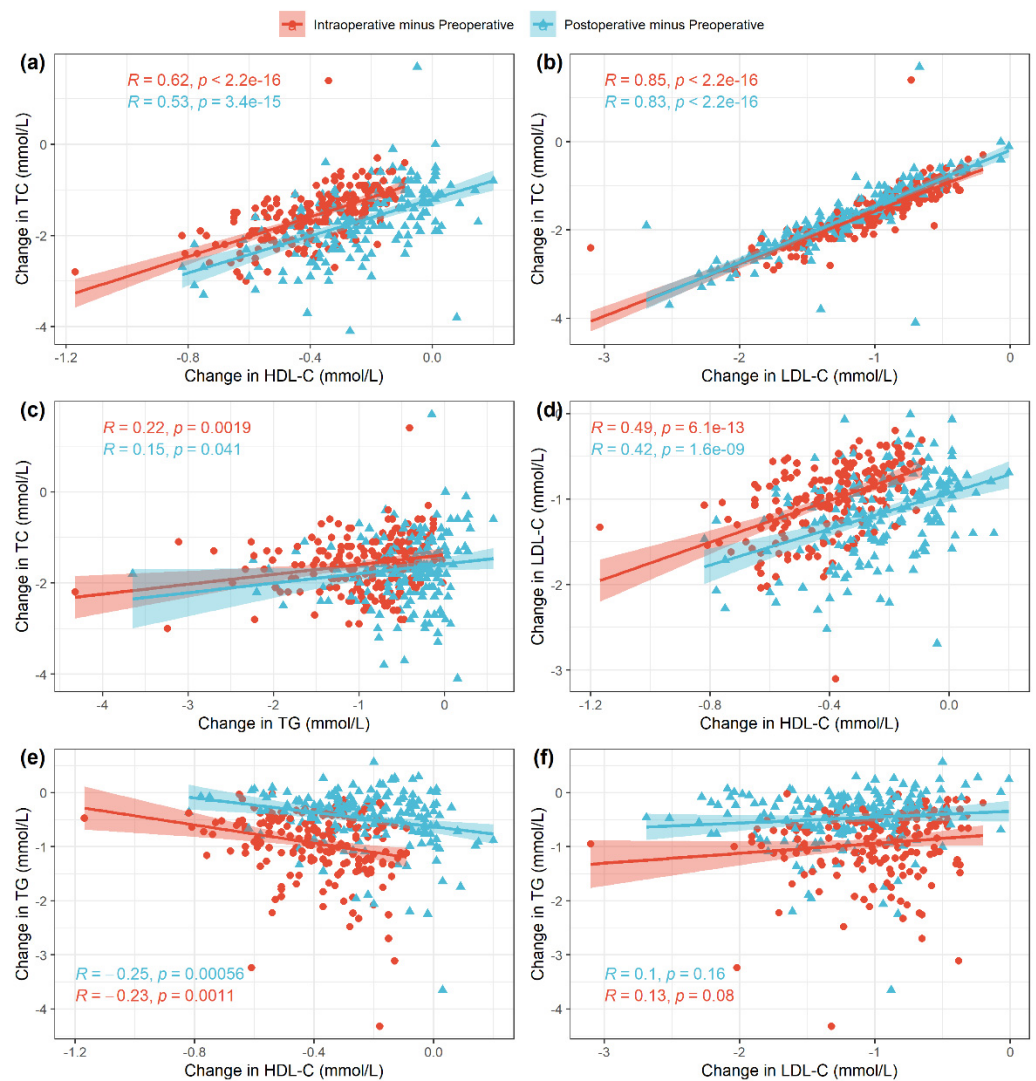 Intraoperative minus Preoperative Postoperative minus Preoperative
(a)
R = 0.62, p < 2.2e-16
R = 0.53, p = 3.4e-15
0
-2
-4
Change in TC (mmol/L)
-1.2 -0.8 -0.4 0.0
Change in HDL-C (mmol/L)
(b)
R = 0.85, p < 2.2e-16
R = 0.83, p < 2.2e-16
0
-2
-4
Change in TC (mmol/L)
-3 -2 -1 0
Change in LDL-C (mmol/L)
(c)
R = 0.22, p = 0.0019
R = 0.15, p = 0.041
0
-2
-4
Change in TC (mmol/L)
-4 -3 -2 -1 0
Change in TG (mmol/L)
(d)
R = 0.49, p = 6.1e-13
R = 0.42, p = 1.6e-09
0
-1
-2
-3
Change in LDL-C (mmol/L)
-1.2 -0.8 -0.4 0.0
Change in HDL-C (mmol/L)
(e)
0
-1
-2
-3
-4
Change in TG (mmol/L)
R = −0.25, p = 0.00056
R = −0.23, p = 0.0011
-1.2 -0.8 -0.4 0.0
Change in HDL-C (mmol/L)
(f)
0
-1
-2
-3
-4
Change in TG (mmol/L)
R = 0.1, p = 0.16
R = 0.13, p = 0.08
-3 -2 -1 0
Change in LDL-C (mmol/L)